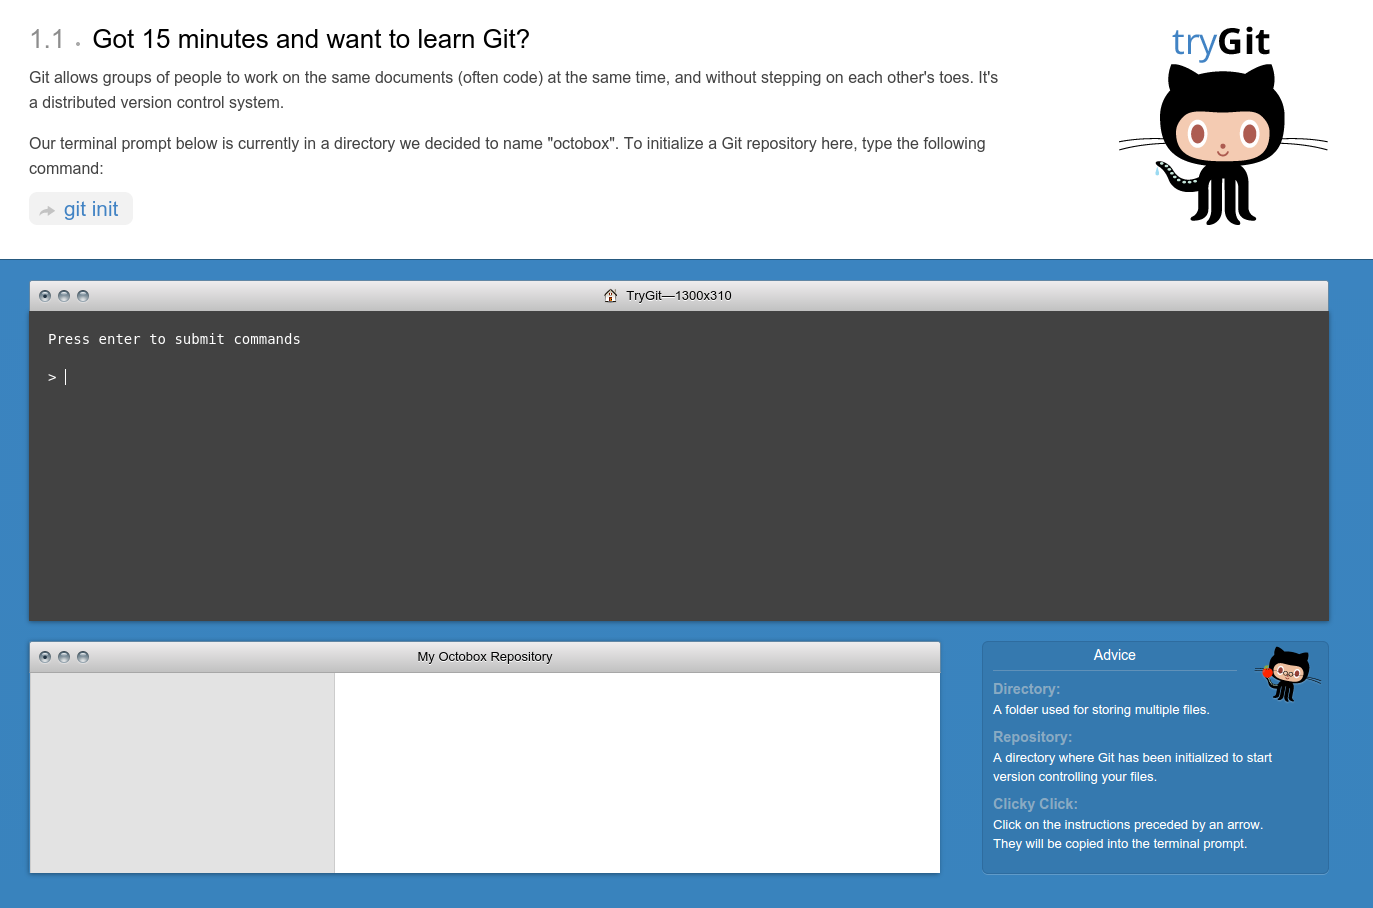 1.1 • Got 15 minutes and want to learn Git?
tryGit
Git allows groups of people to work on the same documents (often code) at the same time, and without stepping on each other's toes. It's
a distributed version control system.
Our terminal prompt below is currently in a directory we decided to name "octobox". To initialize a Git repository here, type the following
command:
git init
TryGit—1300x310
Press enter to submit commands
>
My Octobox Repository
Advice
Directory:
A folder used for storing multiple files.
Repository:
A directory where Git has been initialized to start
version controlling your files.
Clicky Click:
Click on the instructions preceded by an arrow.
They will be copied into the terminal prompt.